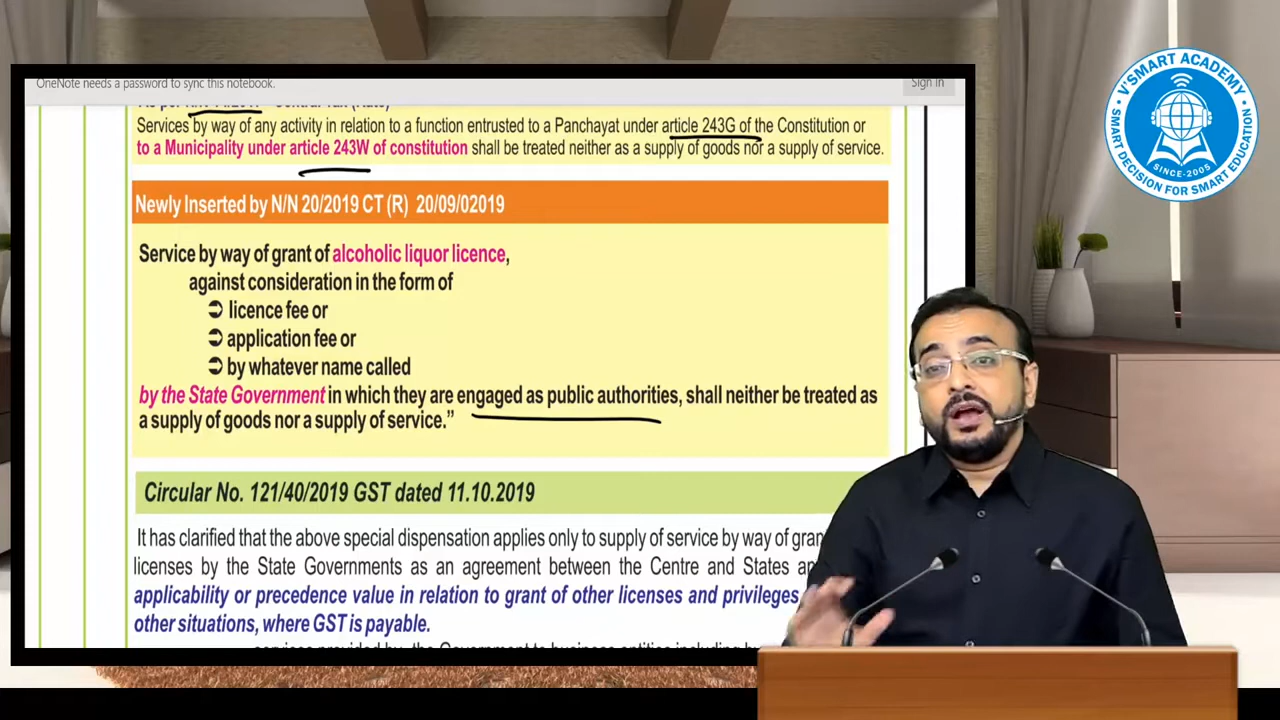 OneNote needs a password to sync this notebook.
Sign in
Services by way of any activity in relation to a function entrusted to a Panchayat under article 243G of the Constitution or
to a Municipality under article 243W of constitution shall be treated neither as a supply of goods nor a supply of service.
Newly Inserted by N/N 20/2019 CT (R) 20/09/02019
Service by way of grant of alcoholic liquor licence,
against consideration in the form of
➲ licence fee or
➲ application fee or
➲ by whatever name called
by the State Government in which they are engaged as public authorities, shall neither be treated as
a supply of goods nor a supply of service.”
Circular No. 121/40/2019 GST dated 11.10.2019
It has clarified that the above special dispensation applies only to supply of service by way of
licenses by the State Governments as an agreement between the Centre and States
applicability or precedence value in relation to grant of other licenses and privileges
other situations, where GST is payable.
services provided by the Government to business entities including
V'SMART ACADEMY
SINCE-2005
SMART DECISION FOR SMART EDUCATION